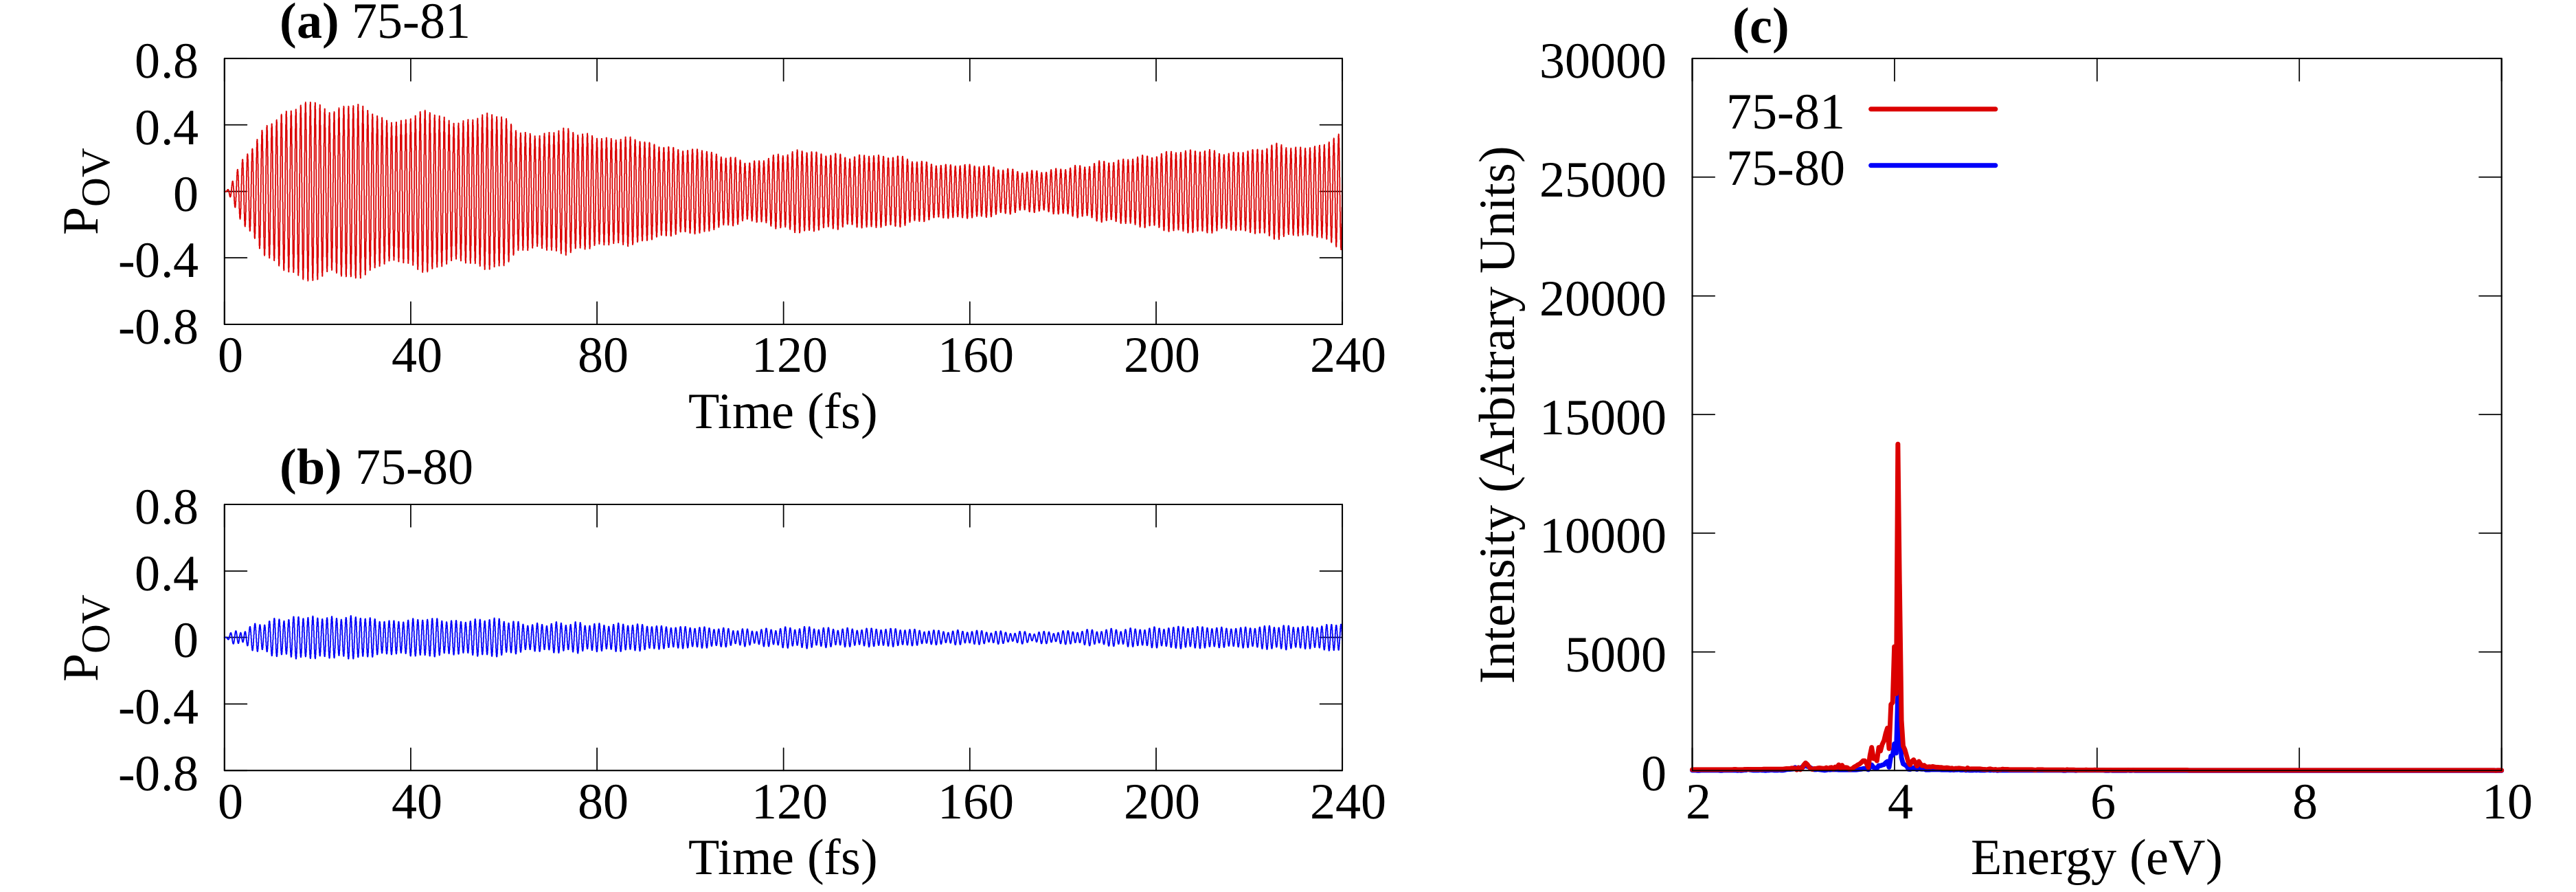 (a) 75-81
0.8
0.4
0
-0.4
-0.8
P_OV
0 40 80 120 160 200 240
Time (fs)
(b) 75-80
0.8
0.4
0
-0.4
-0.8
P_OV
0 40 80 120 160 200 240
Time (fs)
(c)
30000
25000
20000
15000
10000
5000
0
Intensity (Arbitrary Units)
75-81
75-80
2 4 6 8 10
Energy (eV)